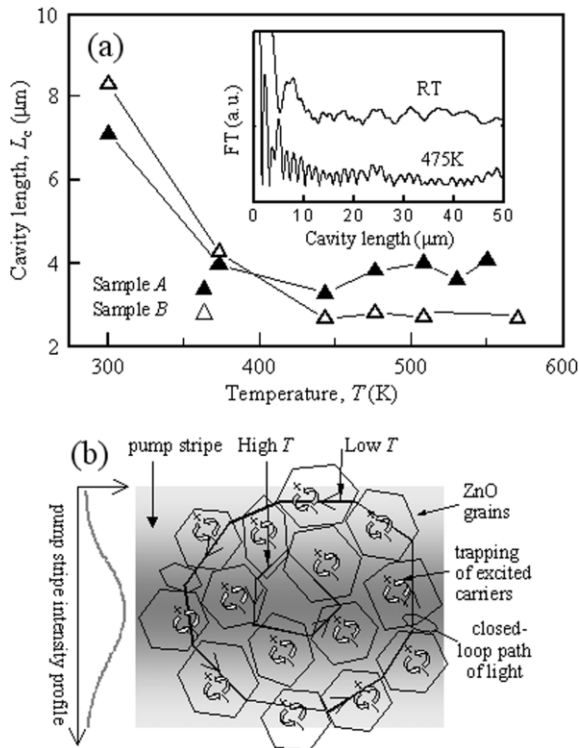 (a)
10
8
6
4
2
Cavity length, Lc (μm)
FT (a.u.)
RT
475K
0 10 20 30 40 50
Cavity length (μm)
Sample A
Sample B
300 400 500 600
Temperature, T (K)
(b)
pump stripe
High T
Low T
ZnO
grains
trapping
of excited
carriers
closed-
loop path
of light
pump stripe intensity profile
x
x
x
x
x
x
x
x
x
x
x
x
x